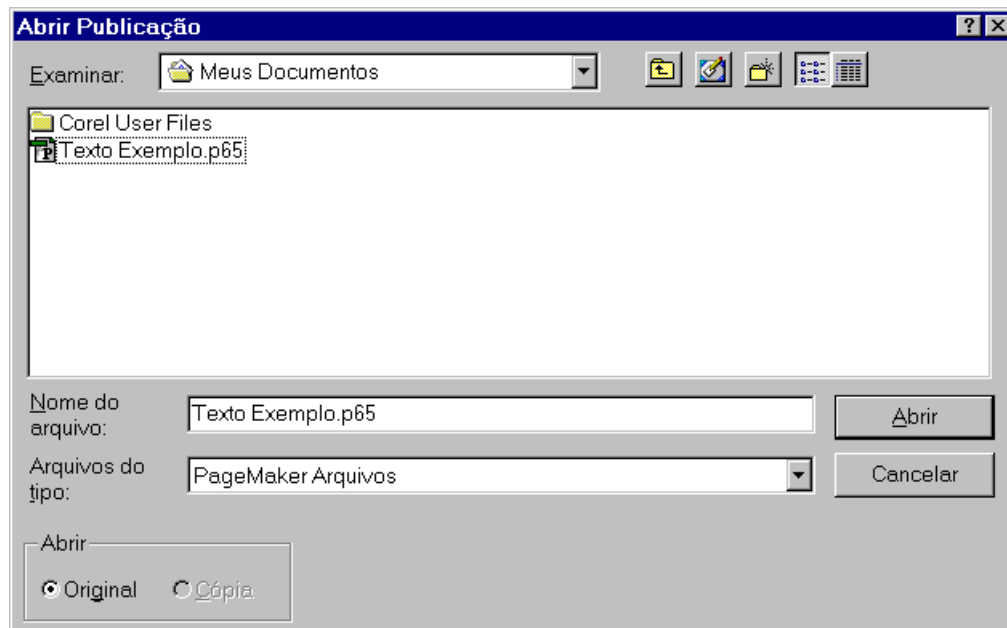 Abrir Publicação
Examinar: Meus Documentos
Corel User Files
Texto Exemplo.p65
Nome do
arquivo:
Texto Exemplo.p65
Abrir
Arquivos do
tipo:
PageMaker Arquivos
Cancelar
Abrir
Original Cópia